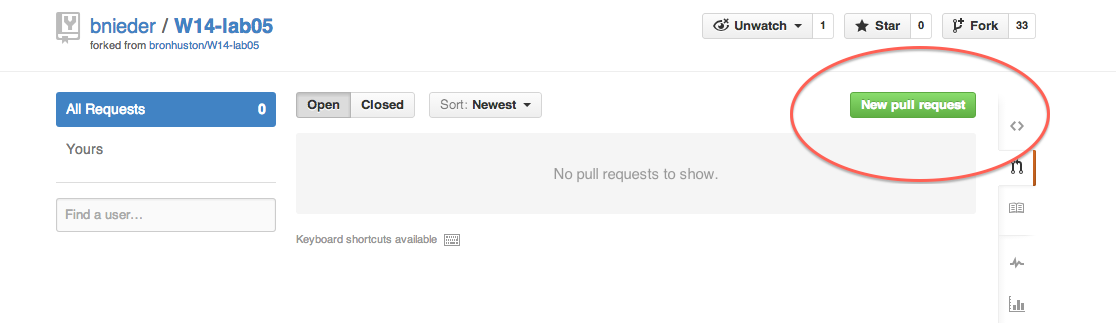 bnieder / W14-lab05
forked from bronhuston/W14-lab05
Unwatch 1 Star 0 Fork 33
All Requests 0
Yours
Find a user...
Open Closed Sort: Newest New pull request
No pull requests to show.
Keyboard shortcuts available